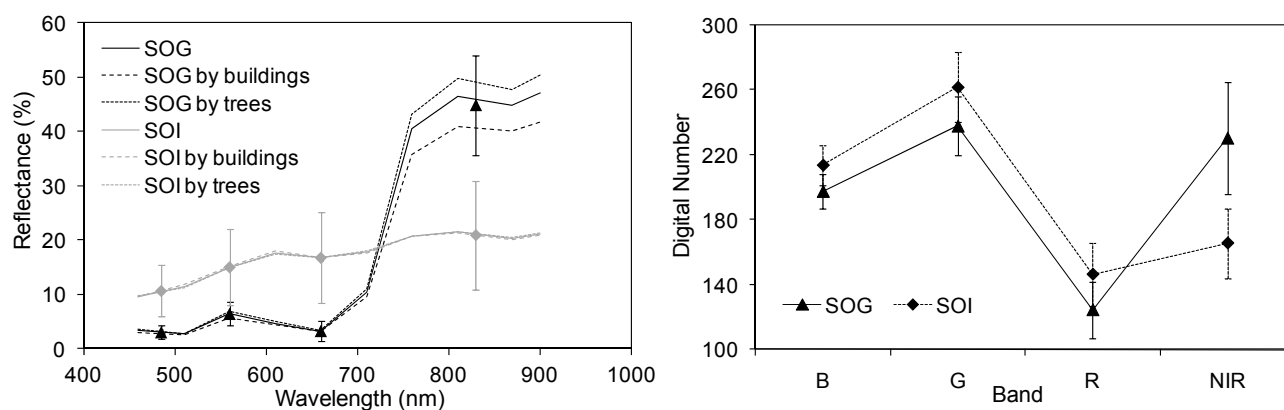 60
50
40
30
20
10
0
Reflectance (%)
SOG
SOG by buildings
SOG by trees
SOI
SOI by buildings
SOI by trees
400 500 600 700 800 900 1000
Wavelength (nm)
300
260
220
180
140
100
Digital Number
SOG SOI
B G R NIR
Band